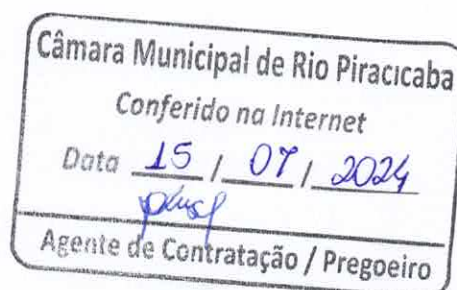 Câmara Municipal de Rio Piracicaba
Conferido na Internet
Data 15 / 07 / 2024
Agente de Contratação / Pregoeiro